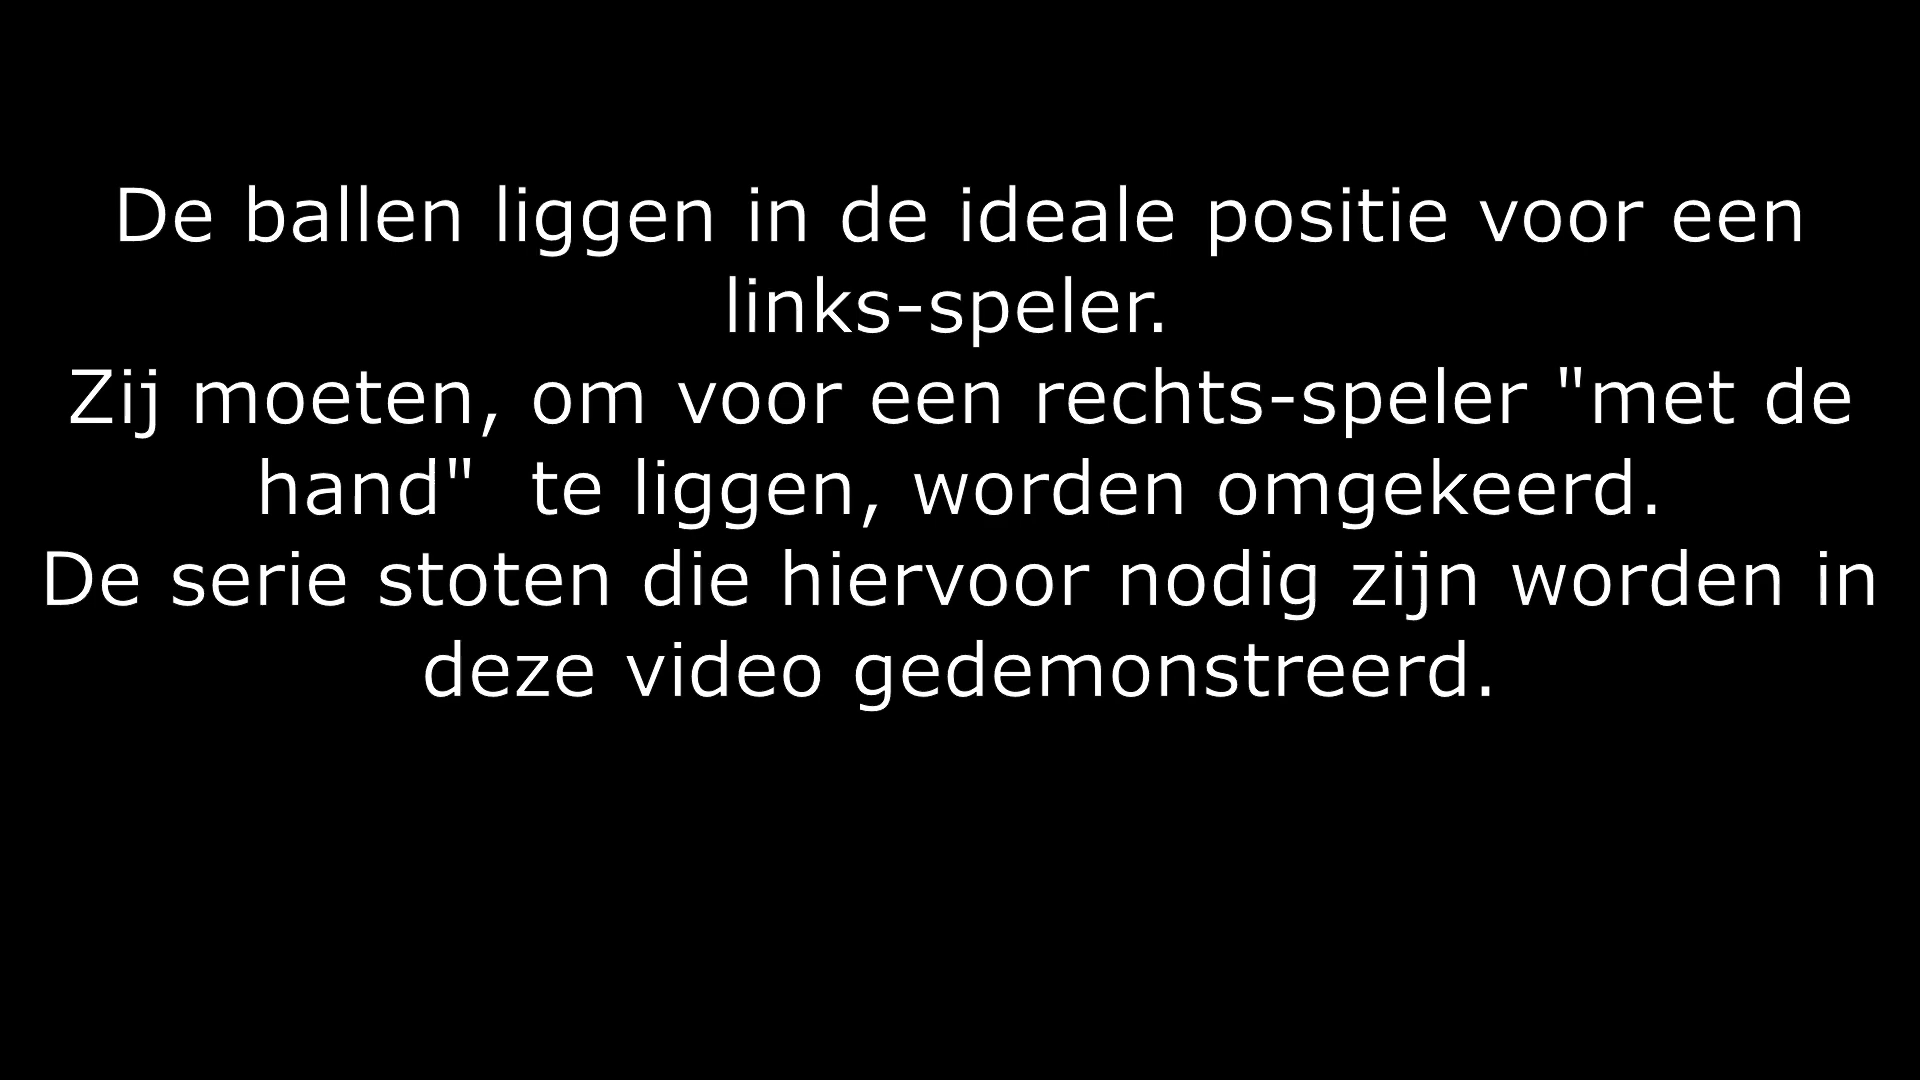 De ballen liggen in de ideale positie voor een
links-speler.
Zij moeten, om voor een rechts-speler "met de
hand"  te liggen, worden omgekeerd.
De serie stoten die hiervoor nodig zijn worden in
deze video gedemonstreerd.